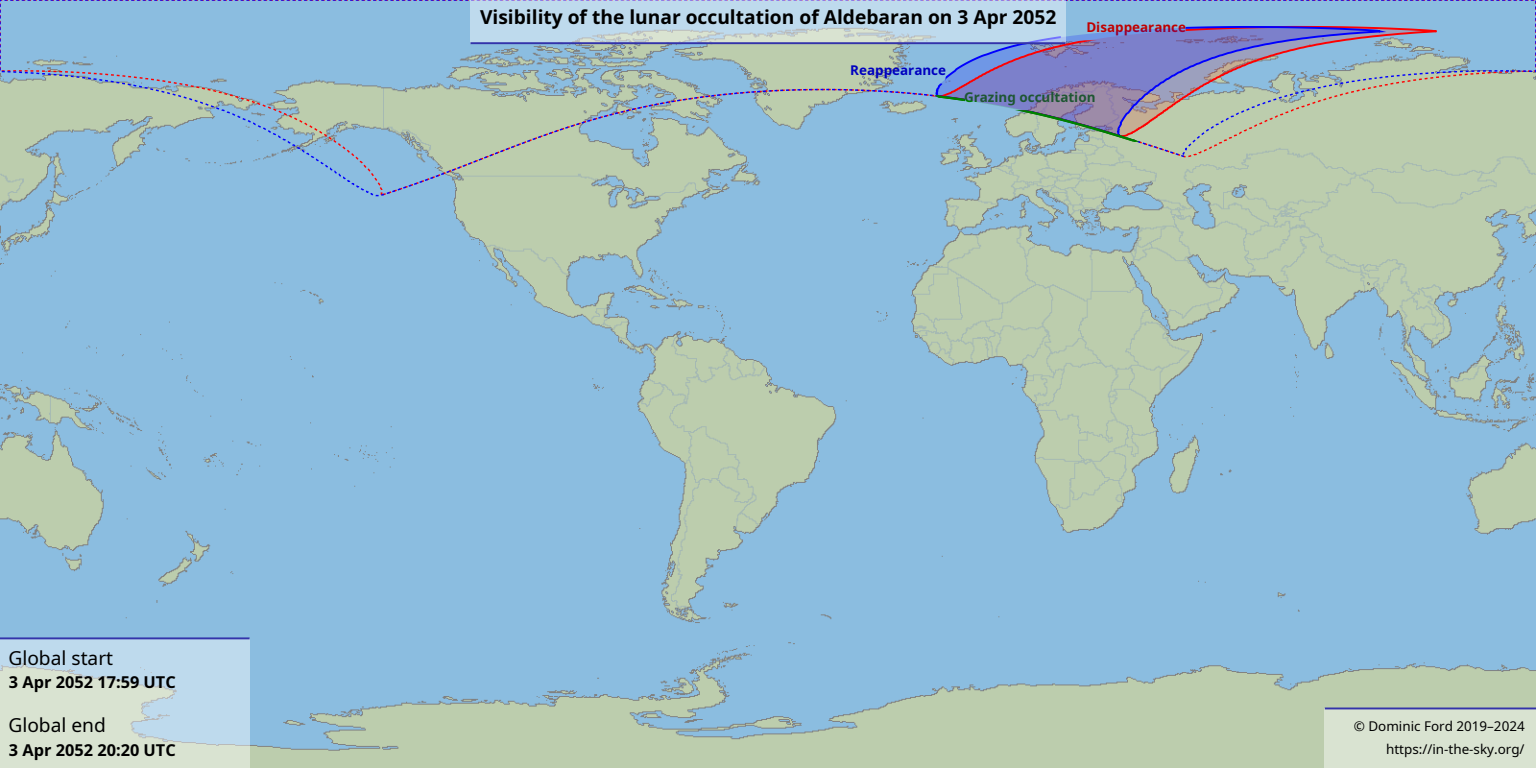 Visibility of the lunar occultation of Aldebaran on 3 Apr 2052
Disappearance
Reappearance
Grazing occultation
Global start
3 Apr 2052 17:59 UTC
Global end
3 Apr 2052 20:20 UTC
© Dominic Ford 2019–2024
https://in-the-sky.org/